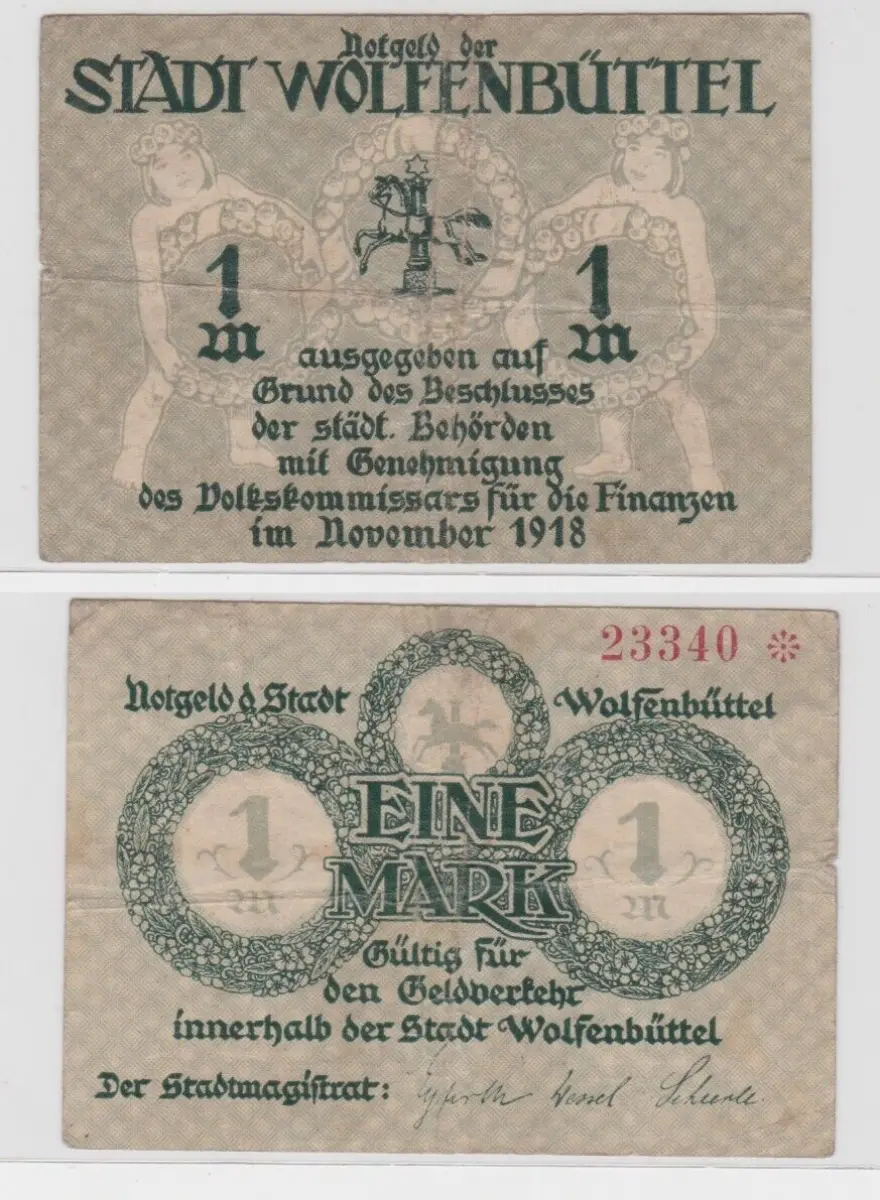 Notgeld der
STADT WOLFENBÜTTEL
1 1
M M
ausgegeben auf
Grund des Beschlusses
der städt. Behörden
mit Genehmigung
des Volkskommissars für die Finanzen
im November 1918
23340
Notgeld d Stadt Wolfenbüttel
EINE
1 1
MARK
M M
Gültig für
den Geldverkehr
innerhalb der Stadt Wolfenbüttel
Der Stadtmagistrat: Wessel